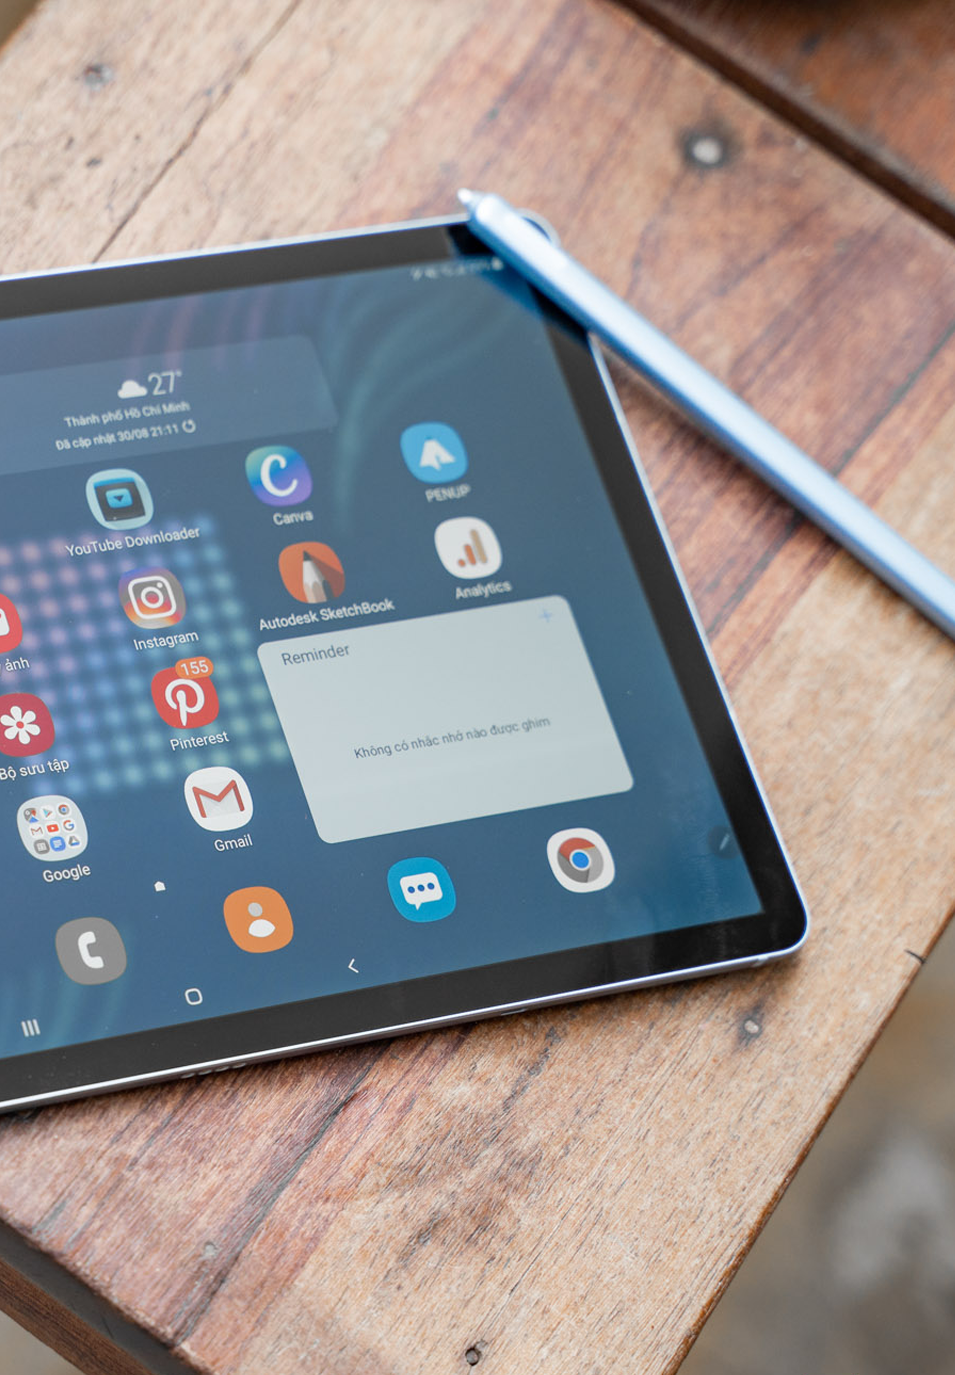 27°
Thành phố Hồ Chí Minh
Đã cập nhật 30/08 21:11
YouTube Downloader
Canva
PENUP
ảnh
Instagram
Autodesk SketchBook
Analytics
Bộ sưu tập
155
Pinterest
Reminder
+
Không có nhắc nhở nào được ghim
Google
Gmail